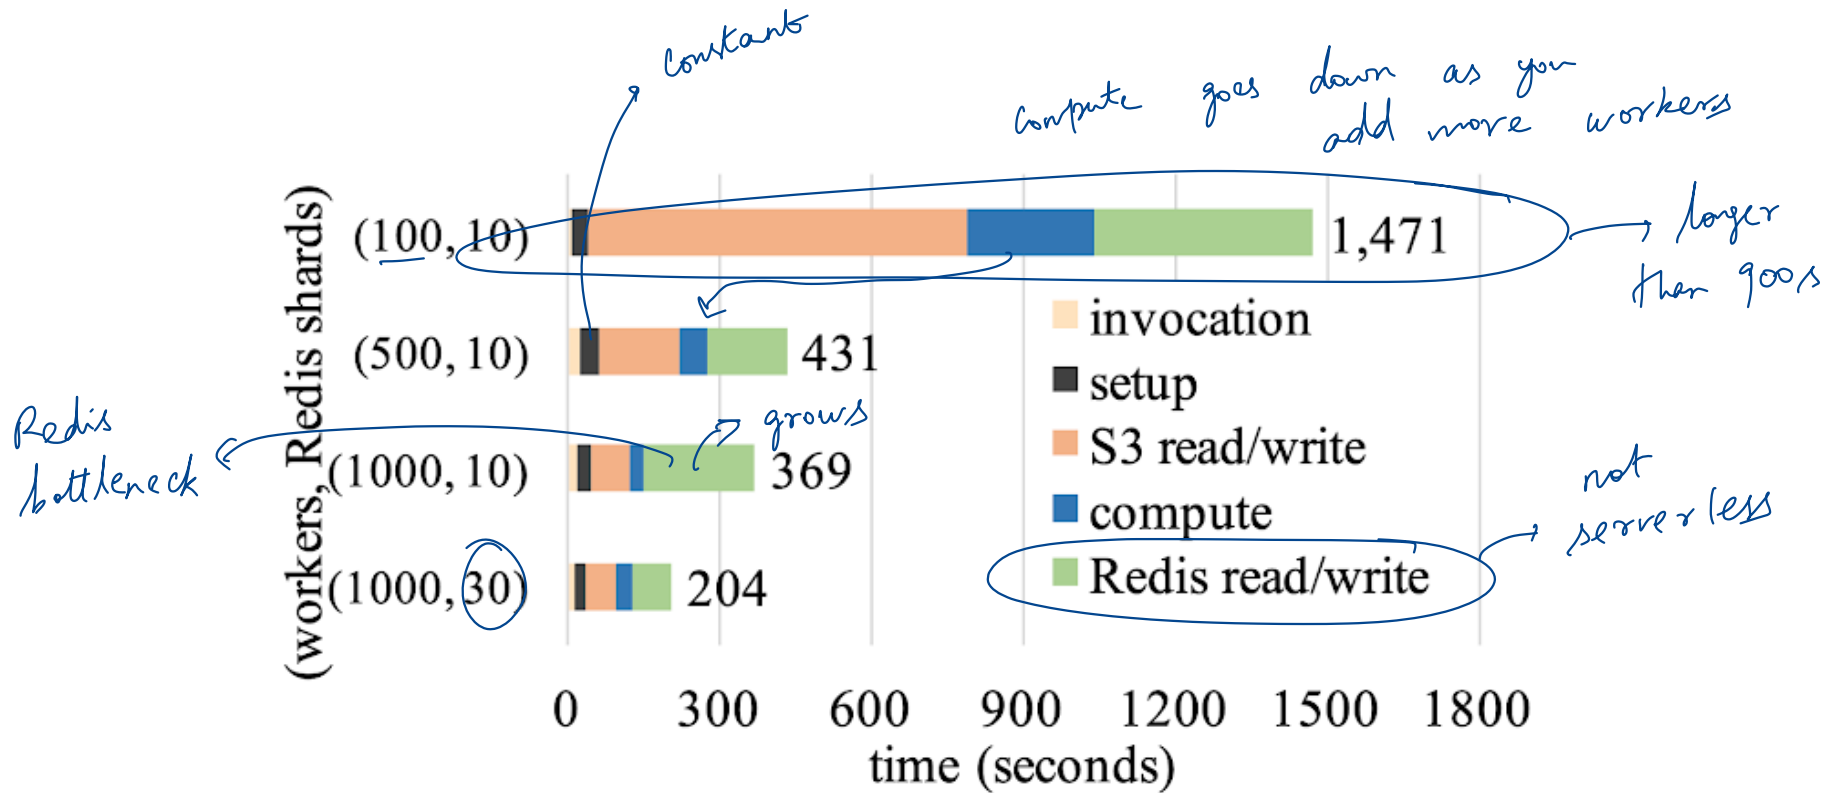 constant
compute goes down as you
add more workers
(workers, Redis shards)
(100, 10)
1,471
longer
than 900s
invocation
(500, 10)
431
setup
Redis
bottleneck
grows
S3 read/write
(1000, 10)
369
not
serverless
compute
Redis read/write
(1000, 30)
204
0 300 600 900 1200 1500 1800
time (seconds)